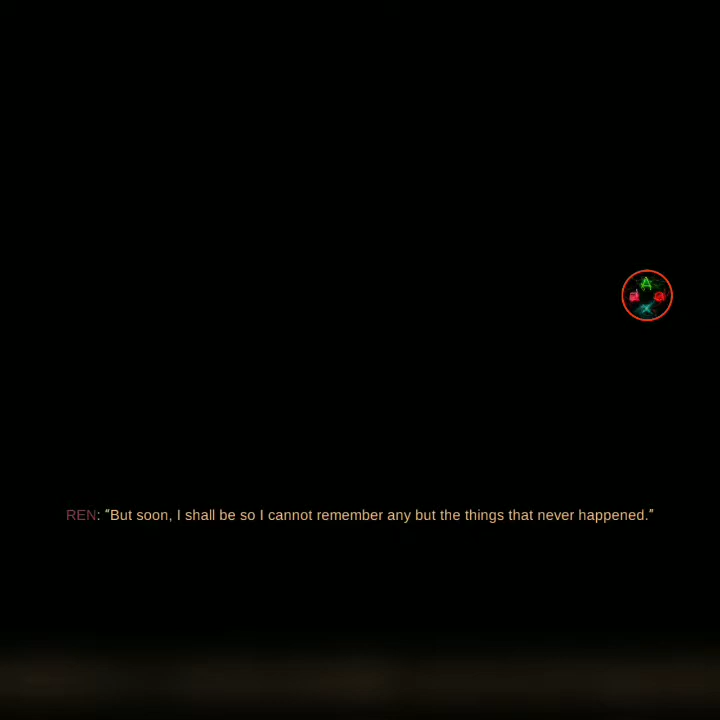 A
REN: “But soon, I shall be so I cannot remember any but the things that never happened.”